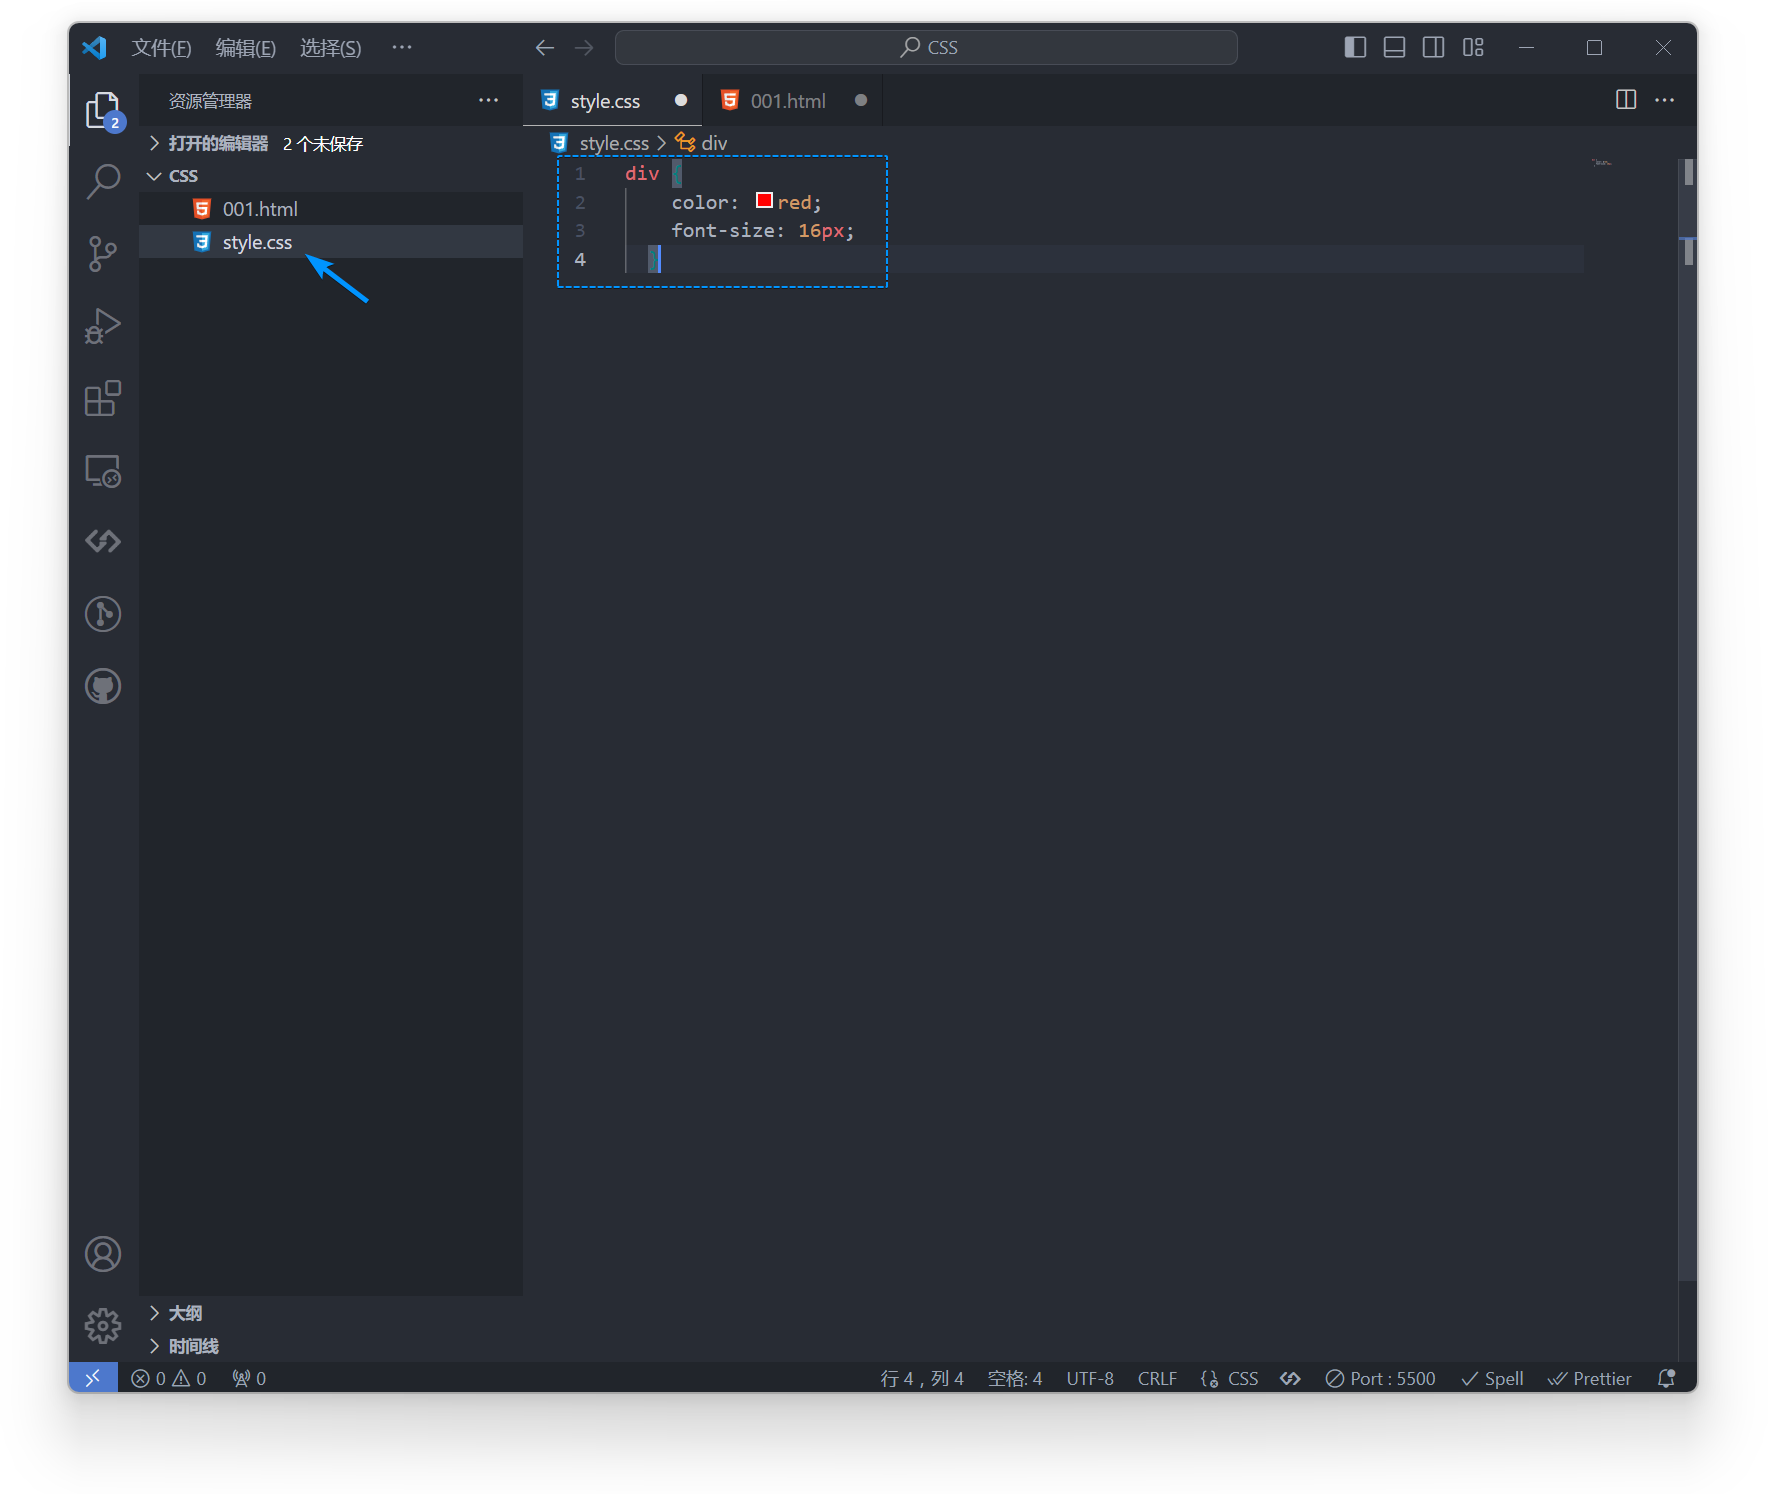 文件(F) 编辑(E) 选择(S) ··· CSS
2
资源管理器 ···
style.css 001.html ···
打开的编辑器 2 个未保存
CSS
001.html
style.css
style.css > div
1 div {
2 color: red;
3 font-size: 16px;
4 }
大纲
时间线
0 0 0 行 4，列 4 空格: 4 UTF-8 CRLF {} CSS Port : 5500 Spell Prettier